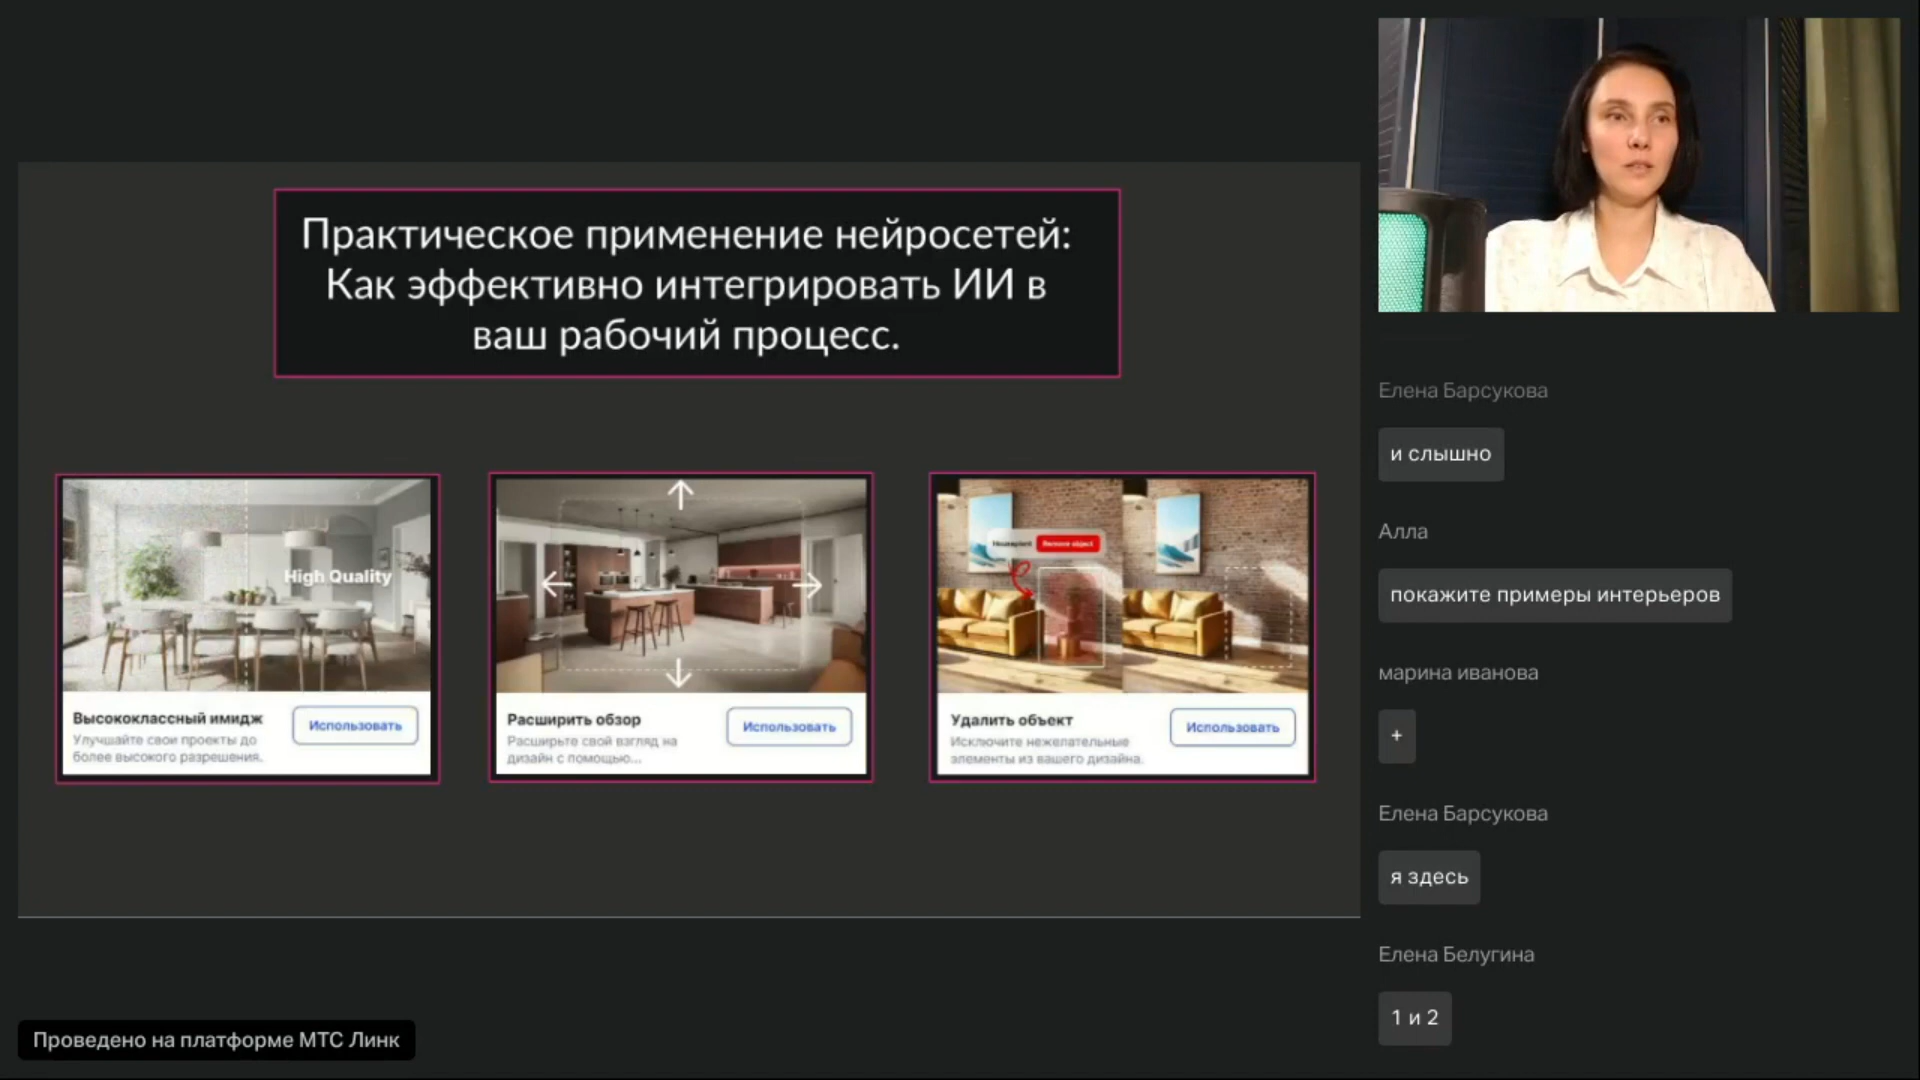 Практическое применение нейросетей:
Как эффективно интегрировать ИИ в
ваш рабочий процесс.
High Quality
Высококлассный имидж
Использовать
Улучшайте свои проекты до
более высокого разрешения.
Расширить обзор
Использовать
Расширьте свой взгляд на
дизайн с помощью...
Remove object
Удалить объект
Использовать
Исключите нежелательные
элементы из вашего дизайна.
Елена Барсукова
и слышно
Алла
покажите примеры интерьеров
марина иванова
+
Елена Барсукова
я здесь
Елена Белугина
1 и 2
Проведено на платформе МТС Линк